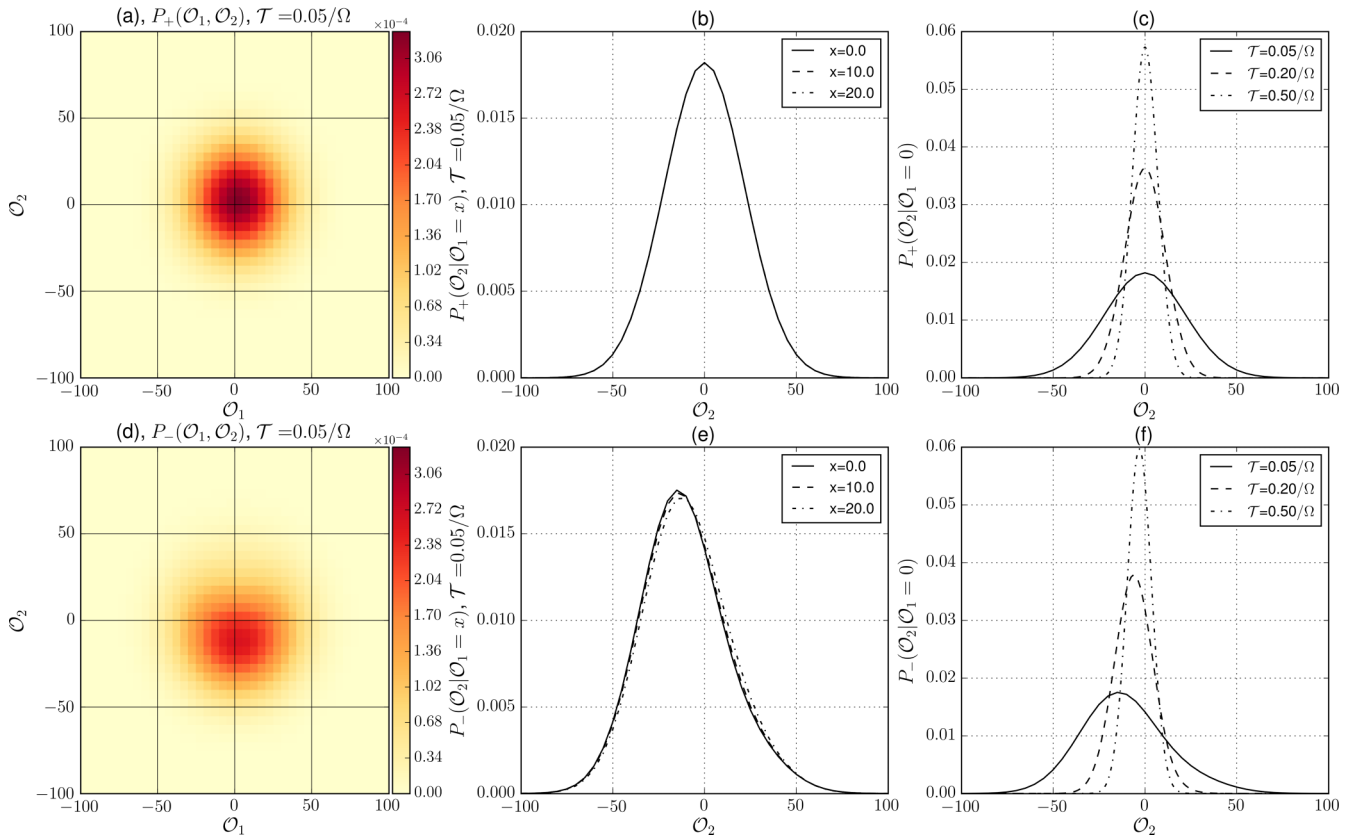 (a), P₊(𝒪₁,𝒪₂), 𝒯 =0.05/Ω
×10⁻⁴
100
50
0
−50
−100
𝒪₂
−100 −50 0 50 100
𝒪₁
3.06
2.72
2.38
2.04
1.70
1.36
1.02
0.68
0.34
0.00
(b)
P₊(𝒪₂|𝒪₁ = x), 𝒯 =0.05/Ω
0.020
0.015
0.010
0.005
0.000
x=0.0
x=10.0
x=20.0
−100 −50 0 50 100
𝒪₂
(c)
P₊(𝒪₂|𝒪₁ = 0)
0.06
0.05
0.04
0.03
0.02
0.01
0.00
𝒯=0.05/Ω
𝒯=0.20/Ω
𝒯=0.50/Ω
−100 −50 0 50 100
𝒪₂
(d), P₋(𝒪₁,𝒪₂), 𝒯 =0.05/Ω
×10⁻⁴
100
50
0
−50
−100
𝒪₂
−100 −50 0 50 100
𝒪₁
3.06
2.72
2.38
2.04
1.70
1.36
1.02
0.68
0.34
0.00
(e)
P₋(𝒪₂|𝒪₁ = x), 𝒯 =0.05/Ω
0.020
0.015
0.010
0.005
0.000
x=0.0
x=10.0
x=20.0
−100 −50 0 50 100
𝒪₂
(f)
P₋(𝒪₂|𝒪₁ = 0)
0.06
0.05
0.04
0.03
0.02
0.01
0.00
𝒯=0.05/Ω
𝒯=0.20/Ω
𝒯=0.50/Ω
−100 −50 0 50 100
𝒪₂